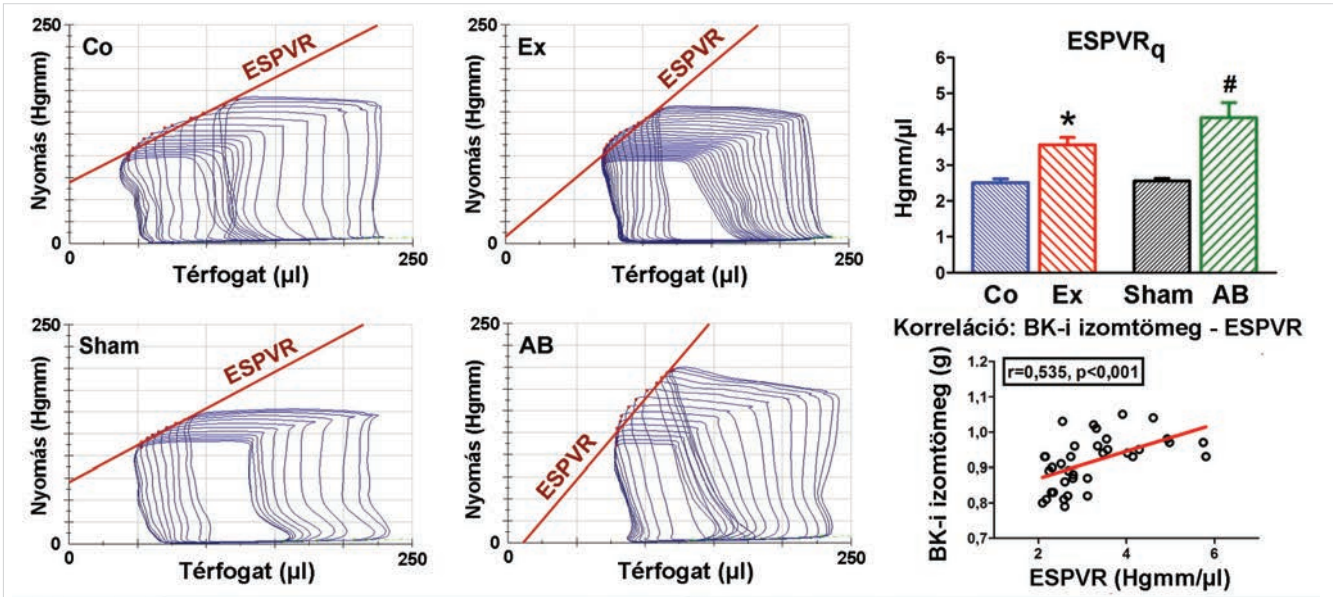 Co
ESPVR
250
0
Nyomás (Hgmm)
0
250
Térfogat (µl)
Ex
ESPVR
250
0
Nyomás (Hgmm)
0
250
Térfogat (µl)
ESPVRq
Hgmm/µl
6
5
4
3
2
1
0
*
#
Co
Ex
Sham
AB
Sham
ESPVR
250
0
Nyomás (Hgmm)
0
250
Térfogat (µl)
AB
ESPVR
250
0
Nyomás (Hgmm)
0
250
Térfogat (µl)
Korreláció: BK-i izomtömeg - ESPVR
r=0,535, p<0,001
BK-i izomtömeg (g)
1,2
1,1
1,0
0,9
0,8
0,7
2
4
6
ESPVR (Hgmm/µl)